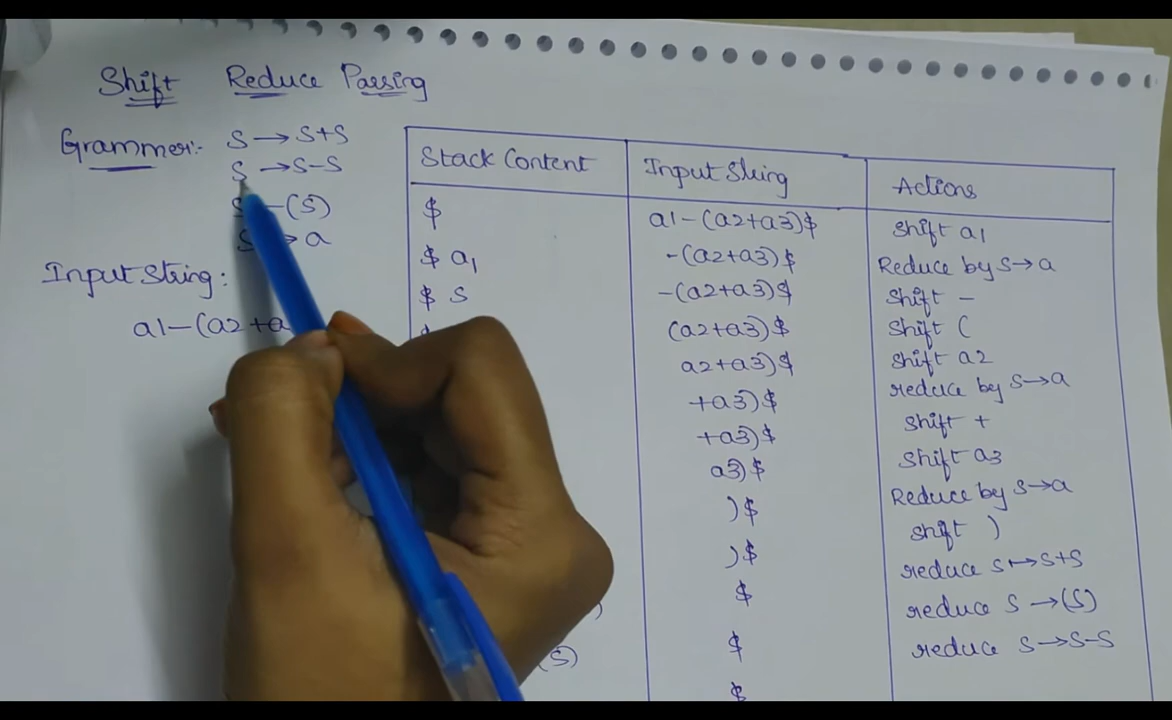 Shift Reduce Parsing
Grammer:- S → S+S
S → S-S
(S)
→ a
Input String:
a1-(a2+a
Stack Content Input String Actions
$ a1-(a2+a3)$ Shift a1
$ a1 -(a2+a3)$ Reduce by S→a
$ S -(a2+a3)$ Shift -
(a2+a3)$ Shift (
a2+a3)$ Shift a2
+a3)$ reduce by S→a
+a3)$ Shift +
a3)$ Shift a3
)$ Reduce by S→a
)$ Shift )
$ reduce S→S+S
$ reduce S→(S)
(S) $ reduce S→S-S